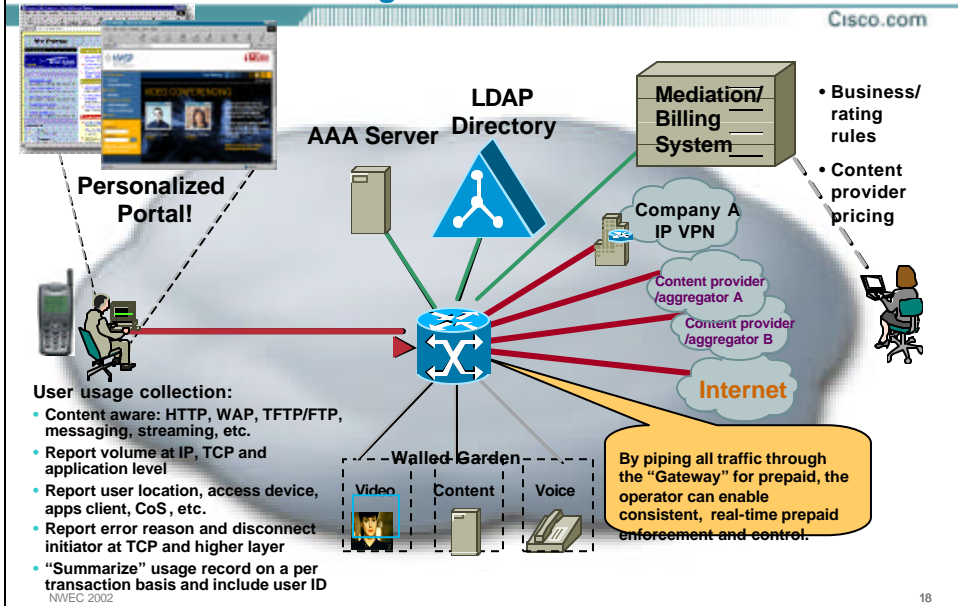 Cisco.com
VIDEO CONFERENCING
Personalized
Portal!
AAA Server
LDAP
Directory
Mediation/
Billing
System
• Business/
rating
rules
• Content
provider
pricing
Company A
IP VPN
Content provider
/aggregator A
Content provider
/aggregator B
Internet
User usage collection:
• Content aware: HTTP, WAP, TFTP/FTP,
messaging, streaming, etc.
• Report volume at IP, TCP and
application level
• Report user location, access device,
apps client, CoS, etc.
• Report error reason and disconnect
initiator at TCP and higher layer
• “Summarize” usage record on a per
transaction basis and include user ID
Walled Garden
Video
Content
Voice
By piping all traffic through
the “Gateway” for prepaid, the
operator can enable
consistent, real-time prepaid
enforcement and control.
NWEC 2002
18